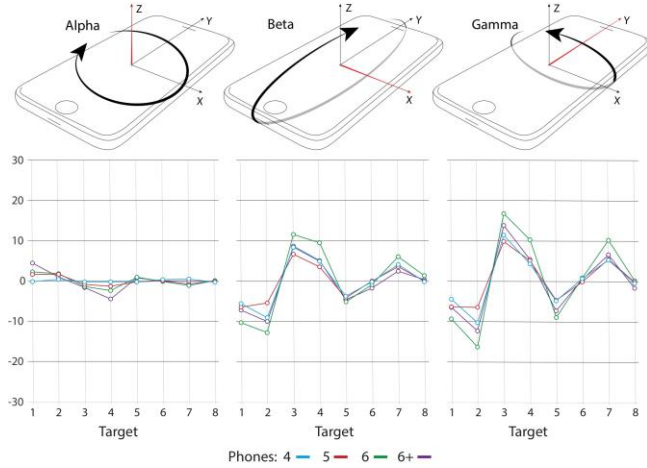 Alpha Z Y X
Beta Z Y X
Gamma Z Y X
30
20
10
0
-10
-20
-30
1 2 3 4 5 6 7 8 1 2 3 4 5 6 7 8 1 2 3 4 5 6 7 8
Target Target Target
Phones: 4 5 6 6+